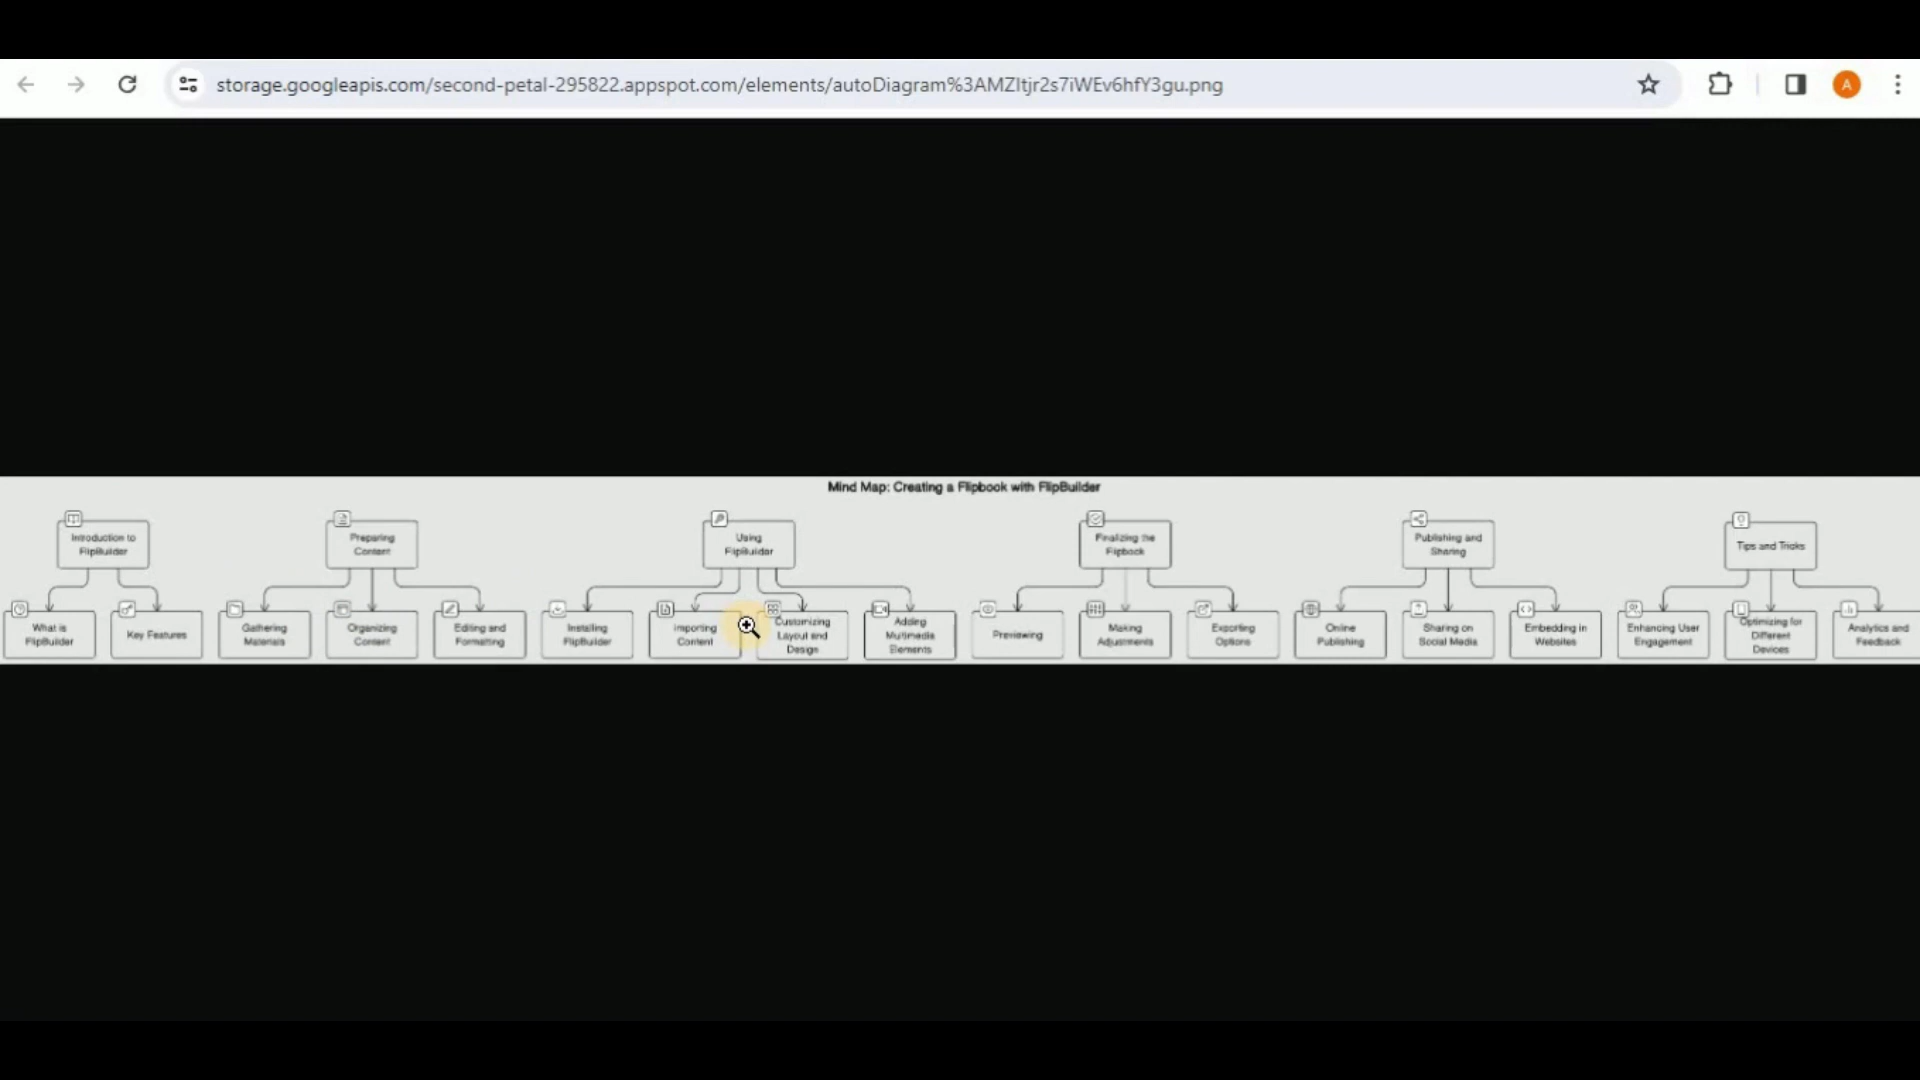 storage.googleapis.com/second-petal-295822.appspot.com/elements/autoDiagram%3AMZltjr2s7iWEv6hfY3gu.png
A
Mind Map: Creating a Flipbook with FlipBuilder
Introduction to
FlipBuilder
Preparing
Content
Using
FlipBuilder
Finalizing the
Flipbook
Publishing and
Sharing
Tips and Tricks
What is
FlipBuilder
Key Features
Gathering
Materials
Organizing
Content
Editing and
Formatting
Installing
FlipBuilder
Importing
Content
Customizing
Layout and
Design
Adding
Multimedia
Elements
Previewing
Making
Adjustments
Exporting
Options
Online
Publishing
Sharing on
Social Media
Embedding in
Websites
Enhancing User
Engagement
Optimizing for
Different
Devices
Analytics and
Feedback